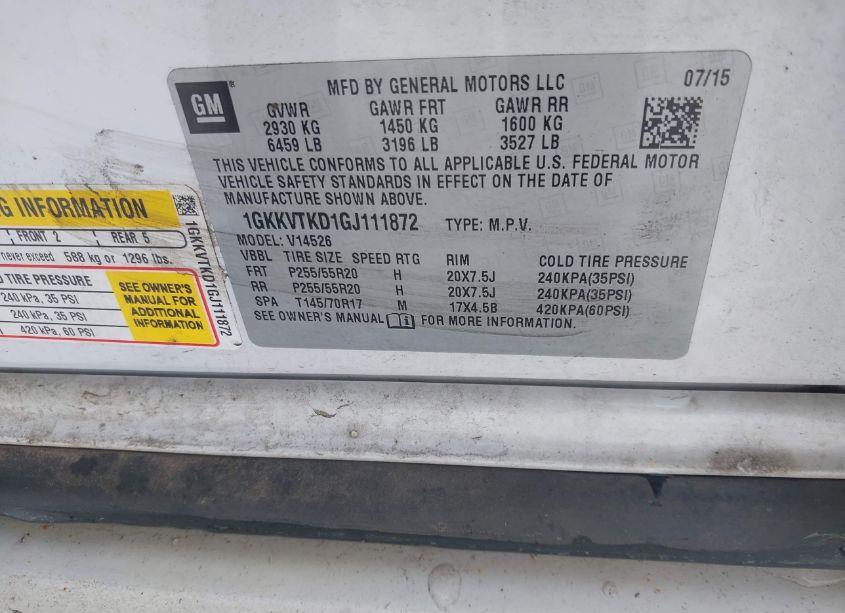 GM
MFD BY GENERAL MOTORS LLC 07/15
GVWR GAWR FRT GAWR RR
2930 KG 1450 KG 1600 KG
6459 LB 3196 LB 3527 LB
THIS VEHICLE CONFORMS TO ALL APPLICABLE U.S. FEDERAL MOTOR
VEHICLE SAFETY STANDARDS IN EFFECT ON THE DATE OF
MANUFACTURE SHOWN ABOVE.
1GKKVTKD1GJ111872 TYPE: M.P.V.
MODEL: V14526
VBBL TIRE SIZE SPEED RTG RIM COLD TIRE PRESSURE
FRT P255/55R20 H 20X7.5J 240KPA(35PSI)
RR P255/55R20 H 20X7.5J 240KPA(35PSI)
SPA T145/70R17 M 17X4.5B 420KPA(60PSI)
SEE OWNER'S MANUAL FOR MORE INFORMATION.
G INFORMATION
FRONT 2 REAR 5
never exceed 588 kg or 1296 lbs.
D TIRE PRESSURE
240 kPa, 35 PSI
240 kPa, 35 PSI
420 kPa, 60 PSI
SEE OWNER'S
MANUAL FOR
ADDITIONAL
INFORMATION
1GKKVTKD1GJ111872